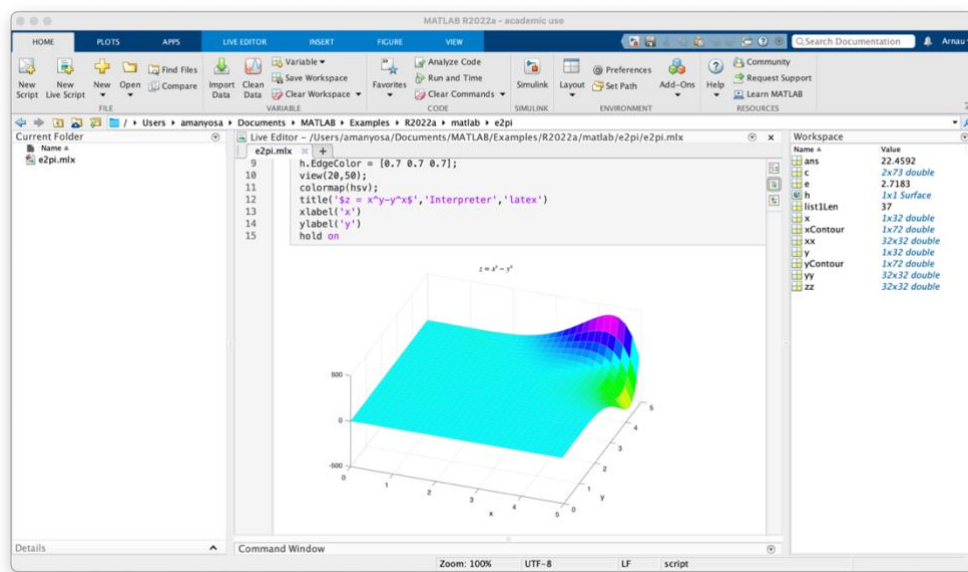 MATLAB R2022a - academic use
HOME PLOTS APPS LIVE EDITOR INSERT FIGURE VIEW Search Documentation Arnau
New Script New Live Script New Open Find Files Compare Import Data Clean Data Variable Save Workspace Clear Workspace Favorites Analyze Code Run and Time Clear Commands Simulink Layout Preferences Set Path Add-Ons Help Community Request Support Learn MATLAB
FILE VARIABLE CODE SIMULINK ENVIRONMENT RESOURCES
/ Users amanyosa Documents MATLAB Examples R2022a matlab e2pi
Current Folder
Name
e2pi.mlx
Live Editor - /Users/amanyosa/Documents/MATLAB/Examples/R2022a/matlab/e2pi/e2pi.mlx
e2pi.mlx
9 h.EdgeColor = [0.7 0.7 0.7];
10 view(20,50);
11 colormap(hsv);
12 title('$z = x^y-y^x$','Interpreter','latex')
13 xlabel('x')
14 ylabel('y')
15 hold on
z = x^y - y^x
500
0
-500
0 1 2 3 4 5
x
0 1 2 3 4 5
y
Workspace
Name Value
ans 22.4592
c 2x73 double
e 2.7183
h 1x1 Surface
list1Len 37
x 1x32 double
xContour 1x72 double
xx 32x32 double
y 1x32 double
yContour 1x72 double
yy 32x32 double
zz 32x32 double
Details
Command Window
Zoom: 100% UTF-8 LF script